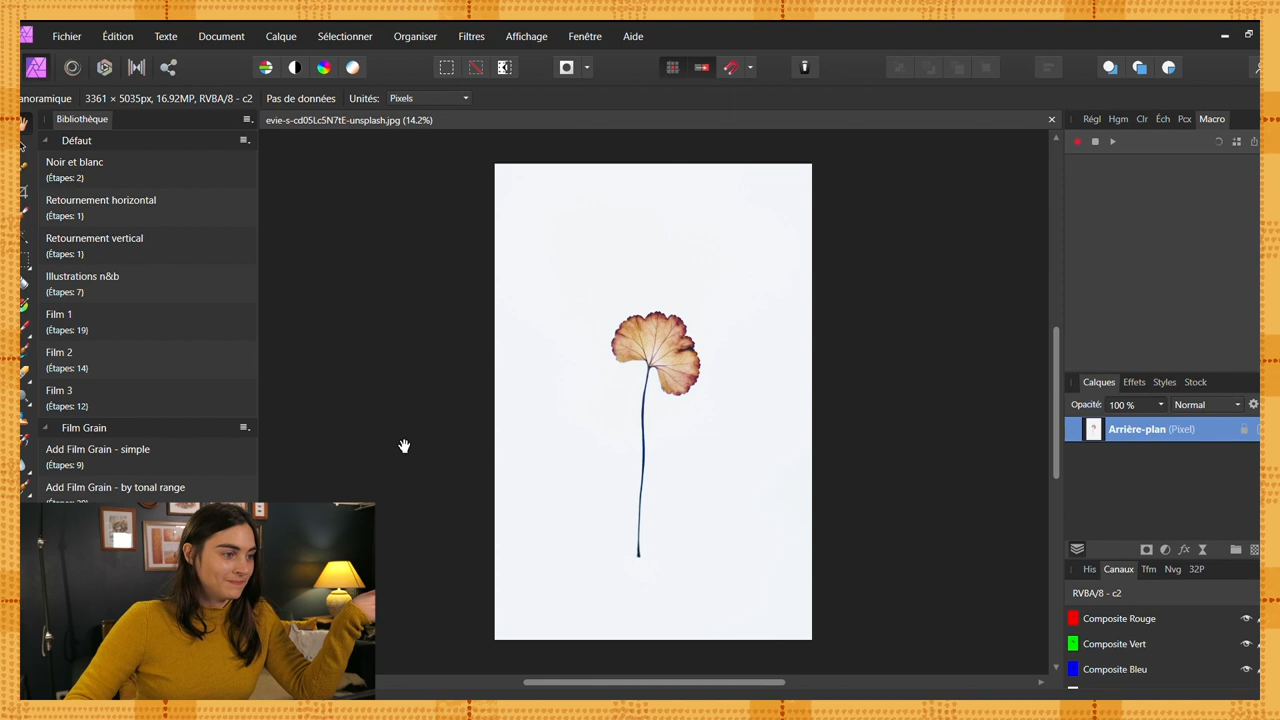 Fichier Édition Texte Document Calque Sélectionner Organiser Filtres Affichage Fenêtre Aide
3361 × 5035px, 16.92MP, RVBA/8 - c2 Pas de données Unités: Pixels
Bibliothèque
evie-s-cd05Lc5N7tE-unsplash.jpg (14.2%)
Régl Hgm Clr Éch Pcx Macro
Défaut
Noir et blanc
(Étapes: 2)
Retournement horizontal
(Étapes: 1)
Retournement vertical
(Étapes: 1)
Illustrations n&b
(Étapes: 7)
Film 1
(Étapes: 19)
Film 2
(Étapes: 14)
Film 3
(Étapes: 12)
Film Grain
Add Film Grain - simple
(Étapes: 9)
Add Film Grain - by tonal range
Calques Effets Styles Stock
Opacité: 100 % Normal
Arrière-plan (Pixel)
His Canaux Tfm Nvg 32P
RVBA/8 - c2
Composite Rouge
Composite Vert
Composite Bleu